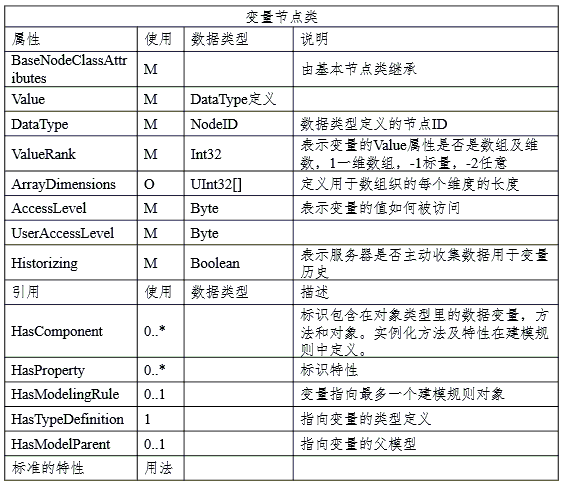 变量节点类
属性 使用 数据类型 说明
BaseNodeClassAttr
ibutes M 由基本节点类继承
Value M DataType定义
DataType M NodeID 数据类型定义的节点ID
ValueRank M Int32 表示变量的Value属性是否是数组及维
数，1一维数组，-1标量，-2任意
ArrayDimensions O UInt32[] 定义用于数组织的每个维度的长度
AccessLevel M Byte 表示变量的值如何被访问
UserAccessLevel M Byte
Historizing M Boolean 表示服务器是否主动收集数据用于变量
历史
引用 使用 数据类型 描述
HasComponent 0..* 标识包含在对象类型里的数据变量，方
法和对象。实例化方法及特性在建模规
则中定义。
HasProperty 0..* 标识特性
HasModelingRule 0..1 变量指向最多一个建模规则对象
HasTypeDefinition 1 指向变量的类型定义
HasModelParent 0..1 指向变量的父模型
标准的特性 用法